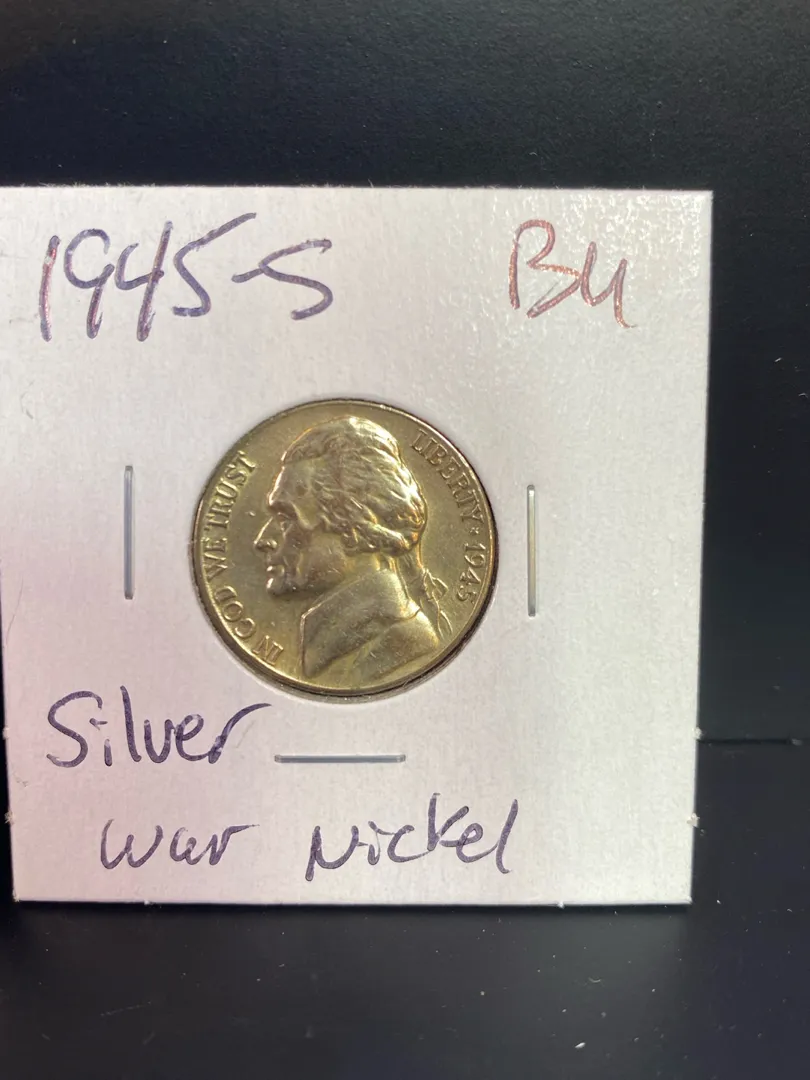 1945-S BU
IN GOD WE TRUST
LIBERTY ★ 1945
Silver
War Nickel